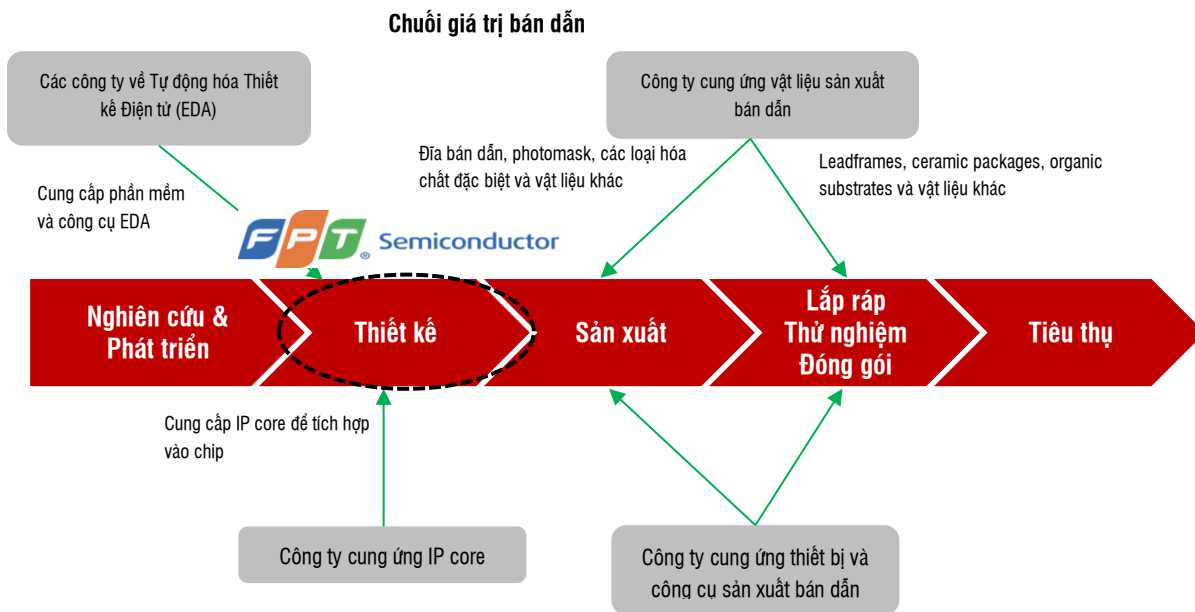 Chuỗi giá trị bán dẫn
Các công ty về Tự động hóa Thiết
kế Điện tử (EDA)
Công ty cung ứng vật liệu sản xuất
bán dẫn
Cung cấp phần mềm
và công cụ EDA
Đĩa bán dẫn, photomask, các loại hóa
chất đặc biệt và vật liệu khác
Leadframes, ceramic packages, organic
substrates và vật liệu khác
FPT® Semiconductor
Nghiên cứu &
Phát triển
Thiết kế
Sản xuất
Lắp ráp
Thử nghiệm
Đóng gói
Tiêu thụ
Cung cấp IP core để tích hợp
vào chip
Công ty cung ứng IP core
Công ty cung ứng thiết bị và
công cụ sản xuất bán dẫn